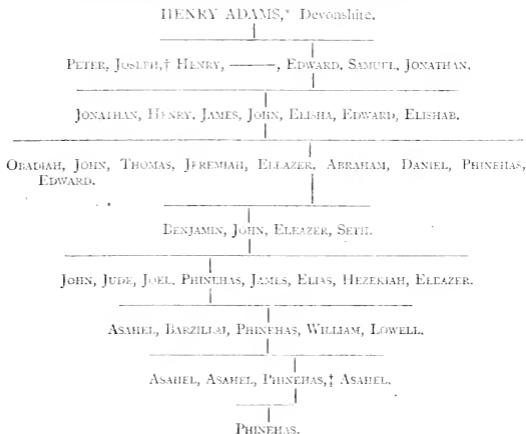 HENRY ADAMS,* Devonshire.
PETER, JOSEPH,† HENRY, ———, EDWARD, SAMUEL, JONATHAN.
JONATHAN, HENRY, JAMES, JOHN, ELISHA, EDWARD, ELISHAB.
OBADIAH, JOHN, THOMAS, JEREMIAH, ELEAZER, ABRAHAM, DANIEL, PHINEHAS,
EDWARD.
BENJAMIN, JOHN, ELEAZER, SETH.
JOHN, JUDE, JOEL, PHINEHAS, JAMES, ELIAS, HEZEKIAH, ELEAZER.
ASAHEL, BARZILLAI, PHINEHAS, WILLIAM, LOWELL.
ASAHEL, ASAHEL, PHINEHAS,‡ ASAHEL.
PHINEHAS.